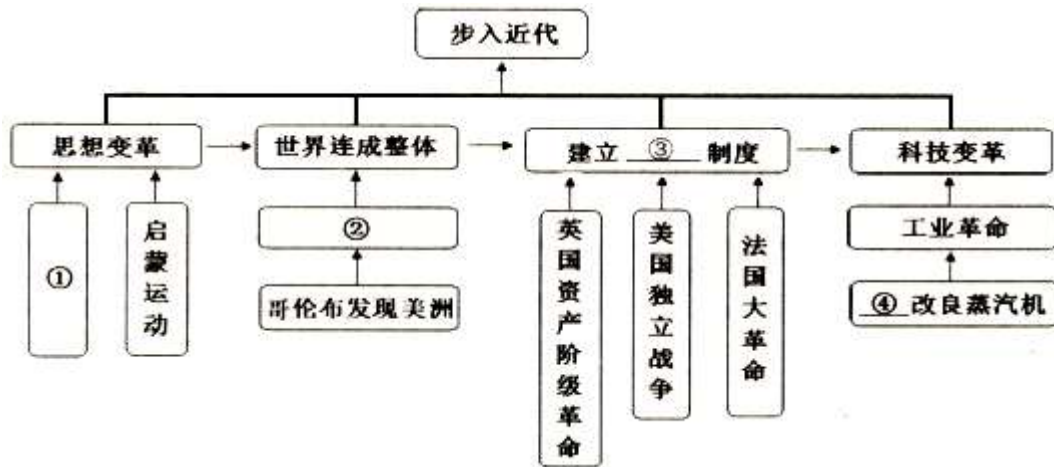 步入近代
思想变革
世界连成整体
建立 ③ 制度
科技变革
①
启蒙运动
②
哥伦布发现美洲
英国资产阶级革命
美国独立战争
法国大革命
工业革命
④改良蒸汽机